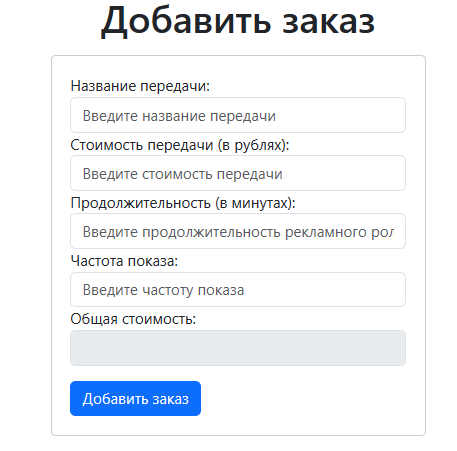 Добавить заказ
Название передачи:
Введите название передачи
Стоимость передачи (в рублях):
Введите стоимость передачи
Продолжительность (в минутах):
Введите продолжительность рекламного рол
Частота показа:
Введите частоту показа
Общая стоимость:
Добавить заказ